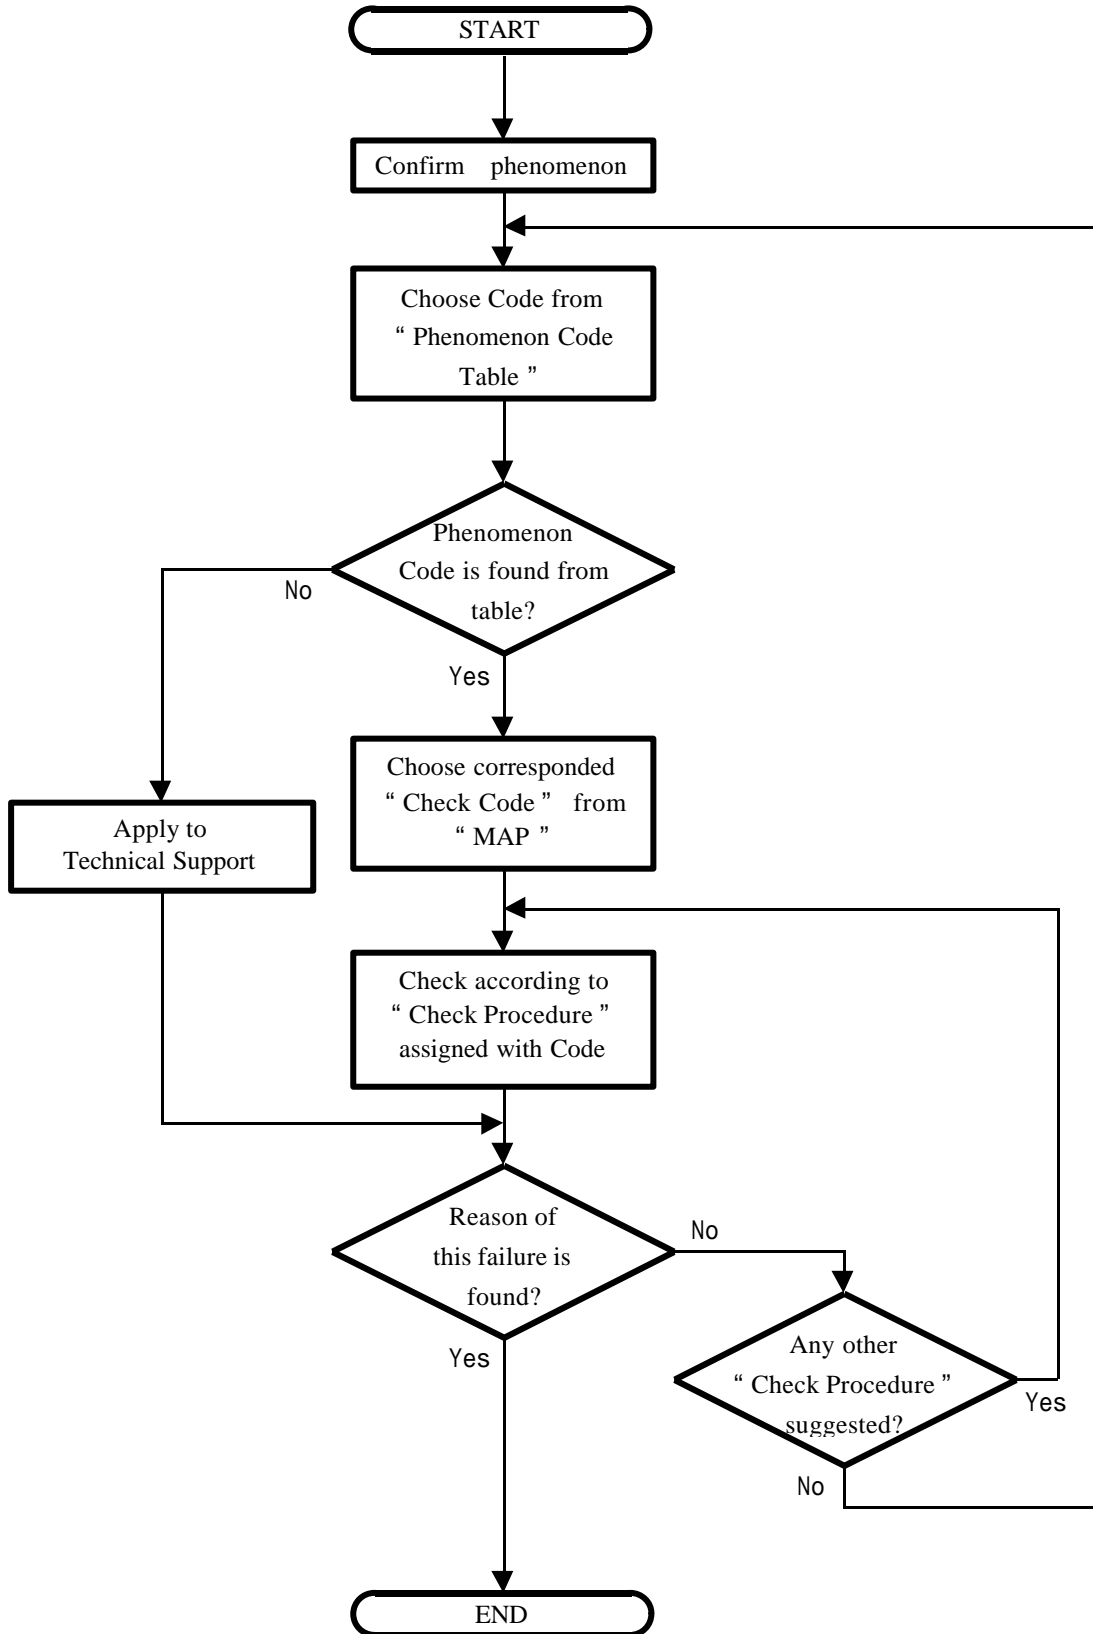 START
Confirm phenomenon
Choose Code from
“ Phenomenon Code
Table ”
Phenomenon
Code is found from
table?
No
Yes
Choose corresponded
“ Check Code ” from
“ MAP ”
Apply to
Technical Support
Check according to
“ Check Procedure ”
assigned with Code
Reason of
this failure is
found?
No
Yes
Any other
“ Check Procedure ”
suggested?
Yes
No
END